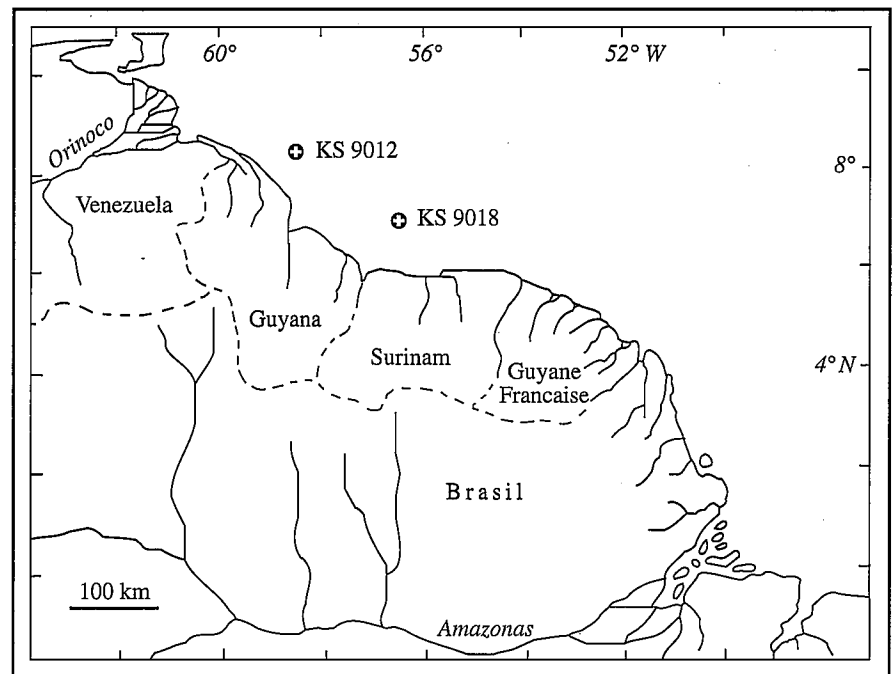 60°
56°
52° W
Orinoco
KS 9012
8°
Venezuela
KS 9018
Guyana
Surinam
4° N
Guyane
Francaise
Brasil
100 km
Amazonas